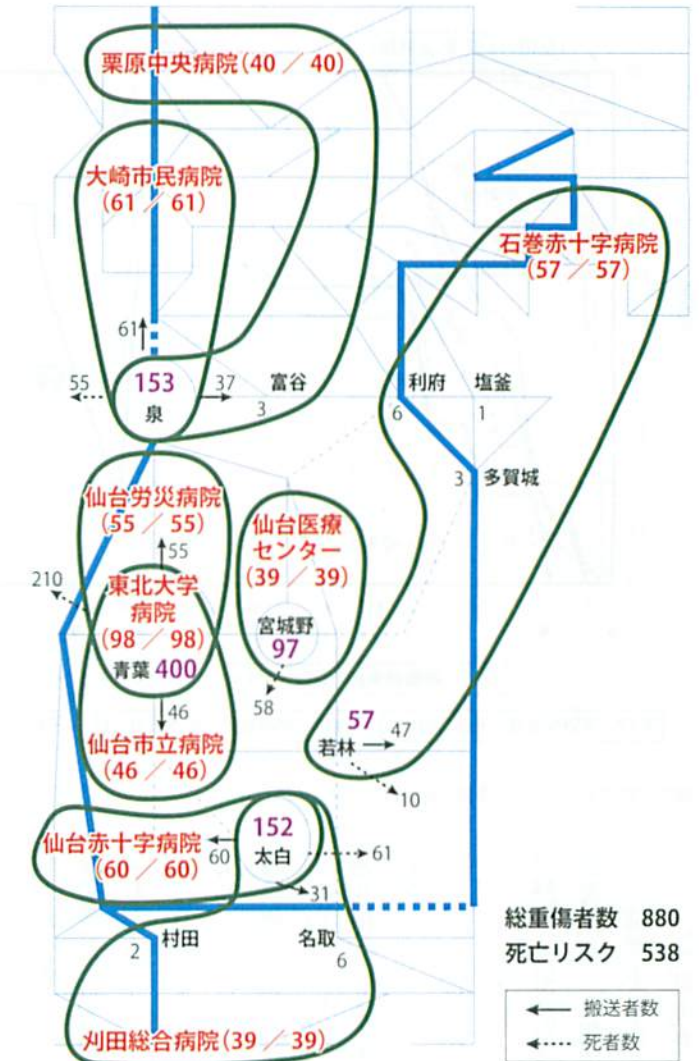 栗原中央病院(40 / 40)
大崎市民病院
(61 / 61)
石巻赤十字病院
(57 / 57)
61
55
153
37
泉
富谷
3
利府
6
塩釜
1
3
多賀城
仙台労災病院
(55 / 55)
55
仙台医療
センター
(39 / 39)
210
東北大学
病院
(98 / 98)
青葉 400
宮城野
97
58
46
仙台市立病院
(46 / 46)
57
若林
47
10
仙台赤十字病院
(60 / 60)
60
152
太白
61
31
2
村田
名取
6
総重傷者数 880
死亡リスク 538
搬送者数
死者数
刈田総合病院(39 / 39)